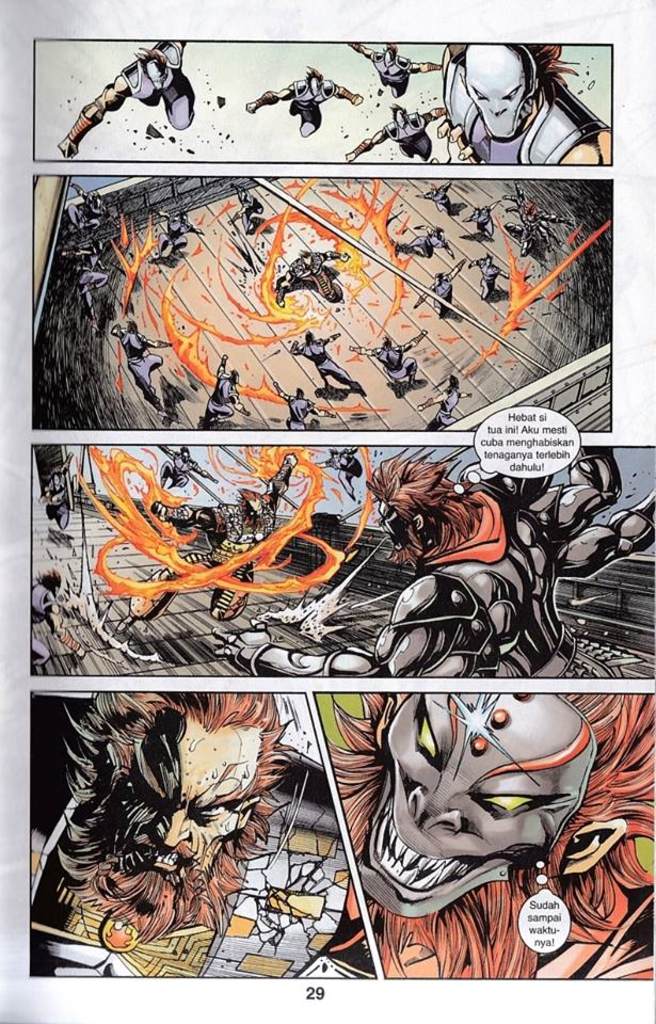 Hebat si
tua ini! Aku mesti
cuba menghabiskan
tenaganya terlebih
dahulu!
Sudah
sampai
waktu-
nya!
29